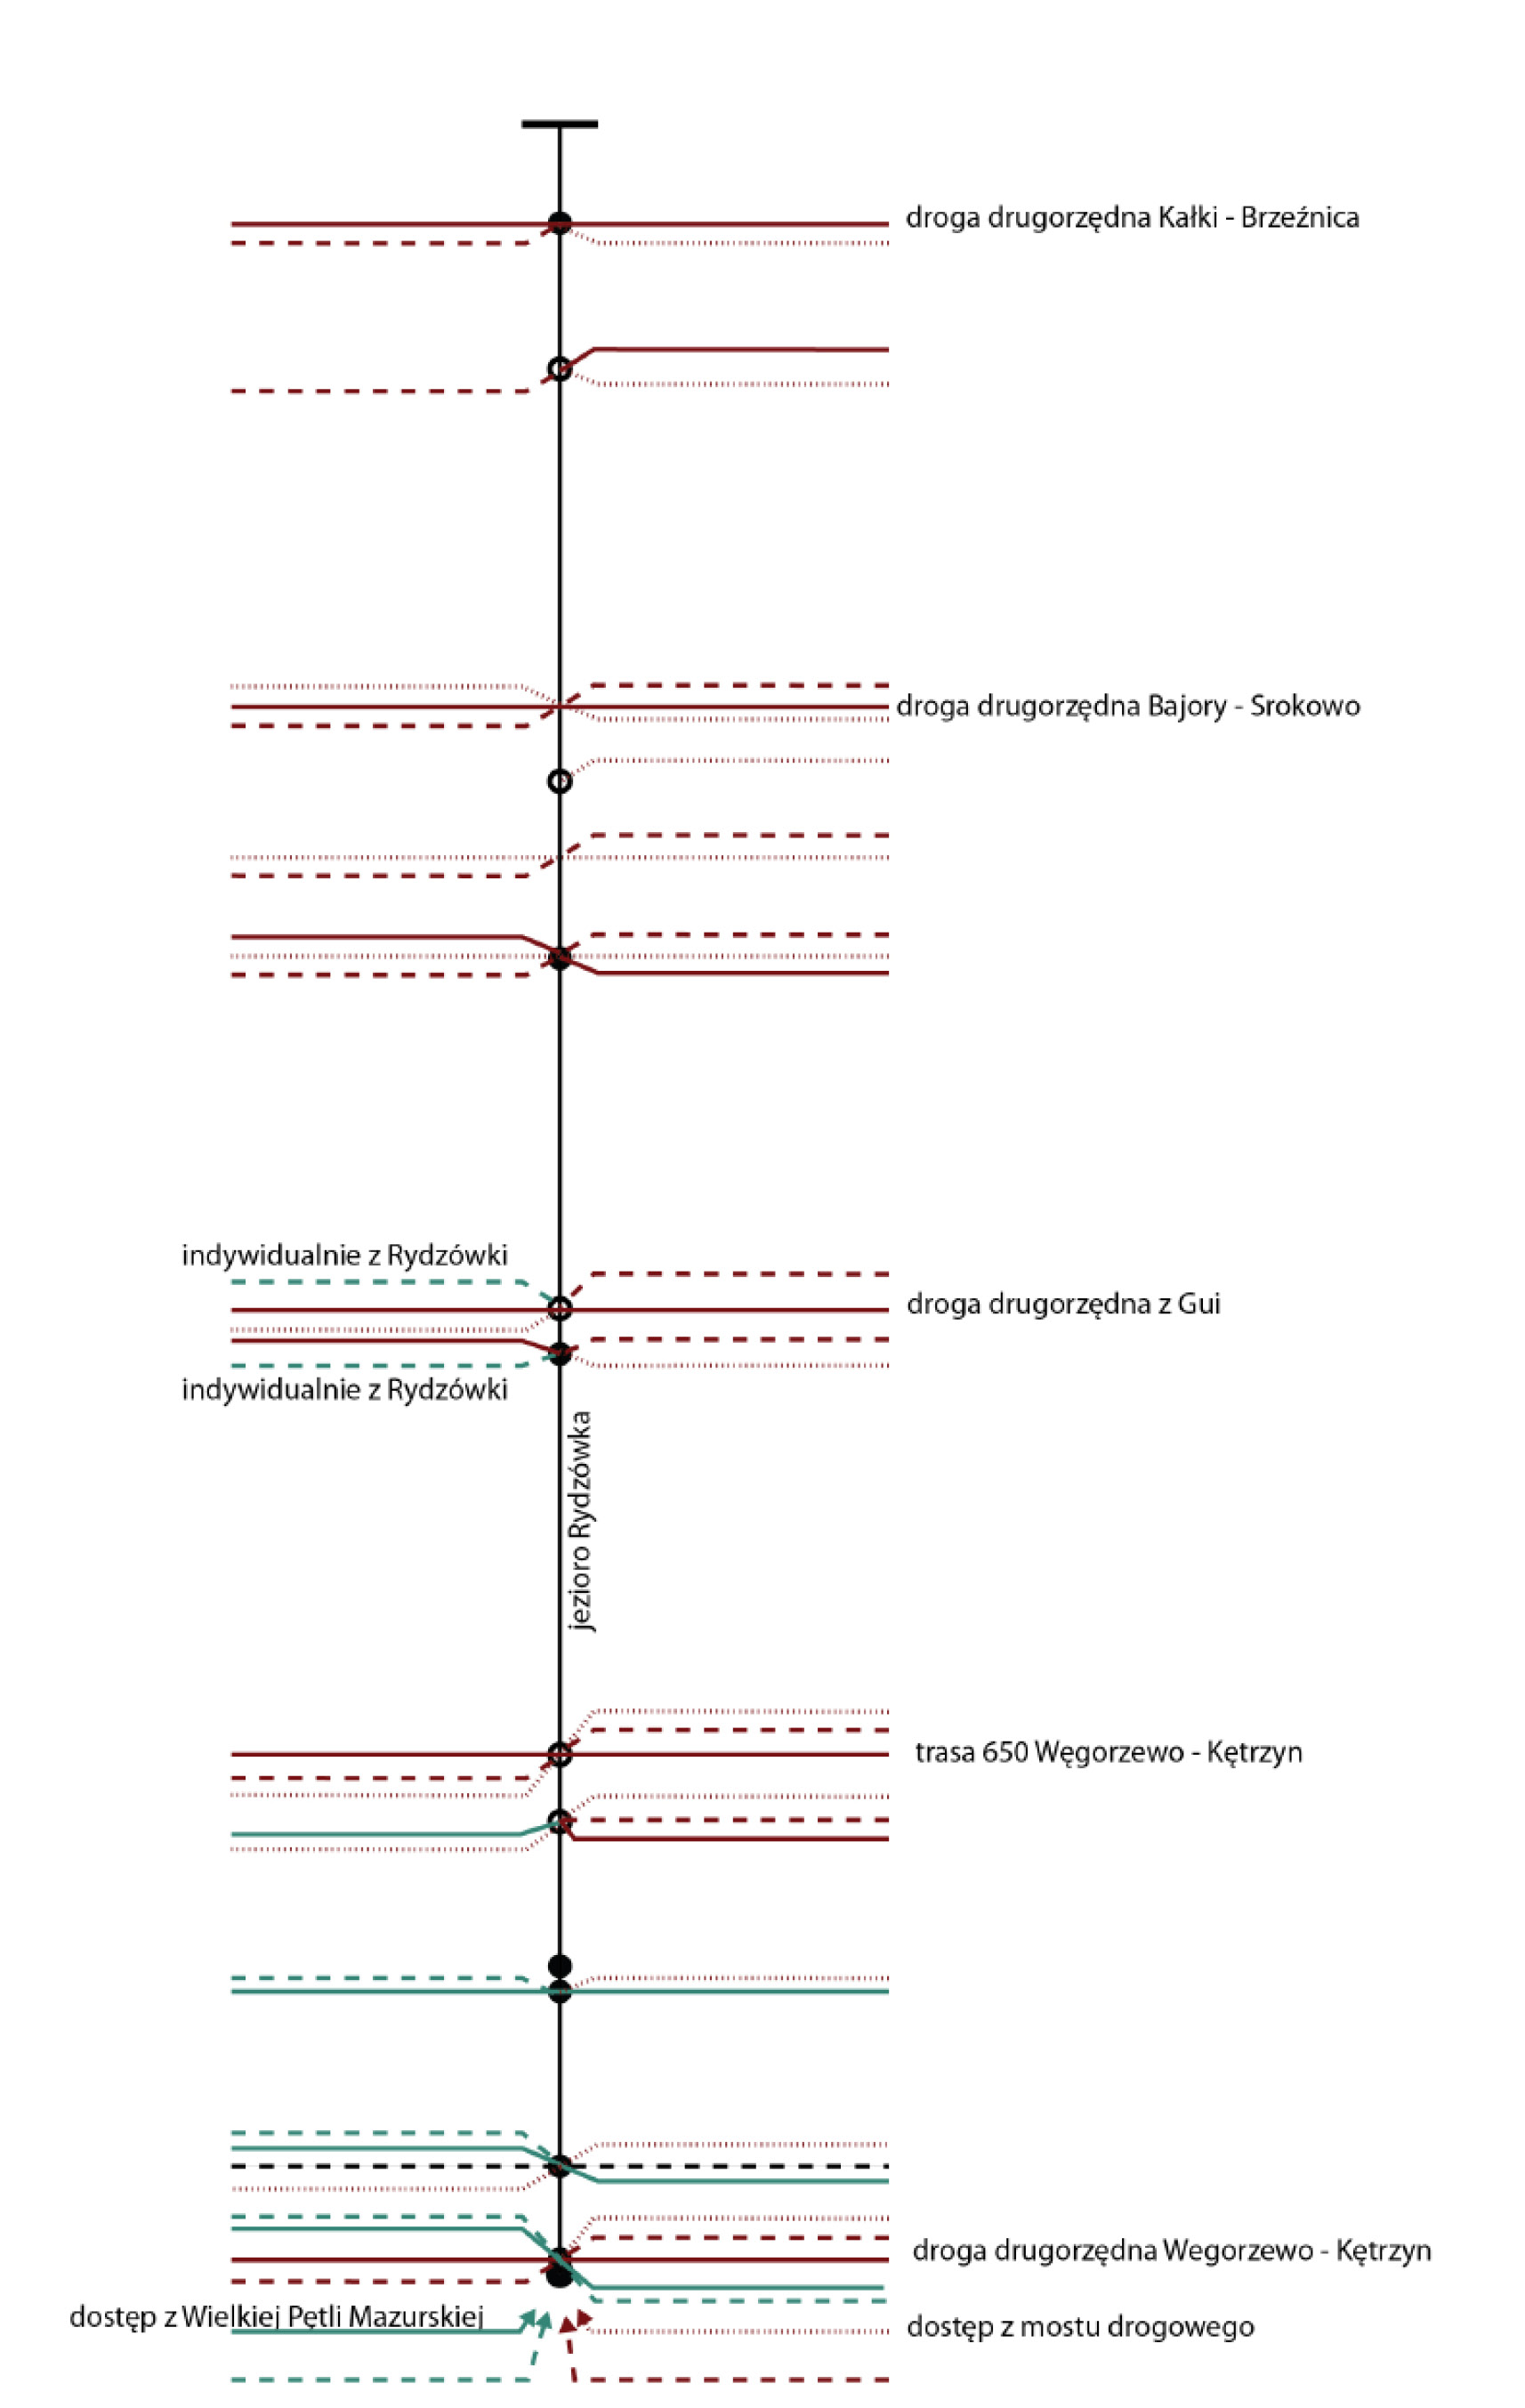 droga drugorzędna Kałki - Brzeźnica
droga drugorzędna Bajory - Srokowo
indywidualnie z Rydzówki
droga drugorzędna z Gui
indywidualnie z Rydzówki
jezioro Rydzówka
trasa 650 Węgorzewo - Kętrzyn
droga drugorzędna Wegorzewo - Kętrzyn
dostęp z Wielkiej Pętli Mazurskiej
dostęp z mostu drogowego